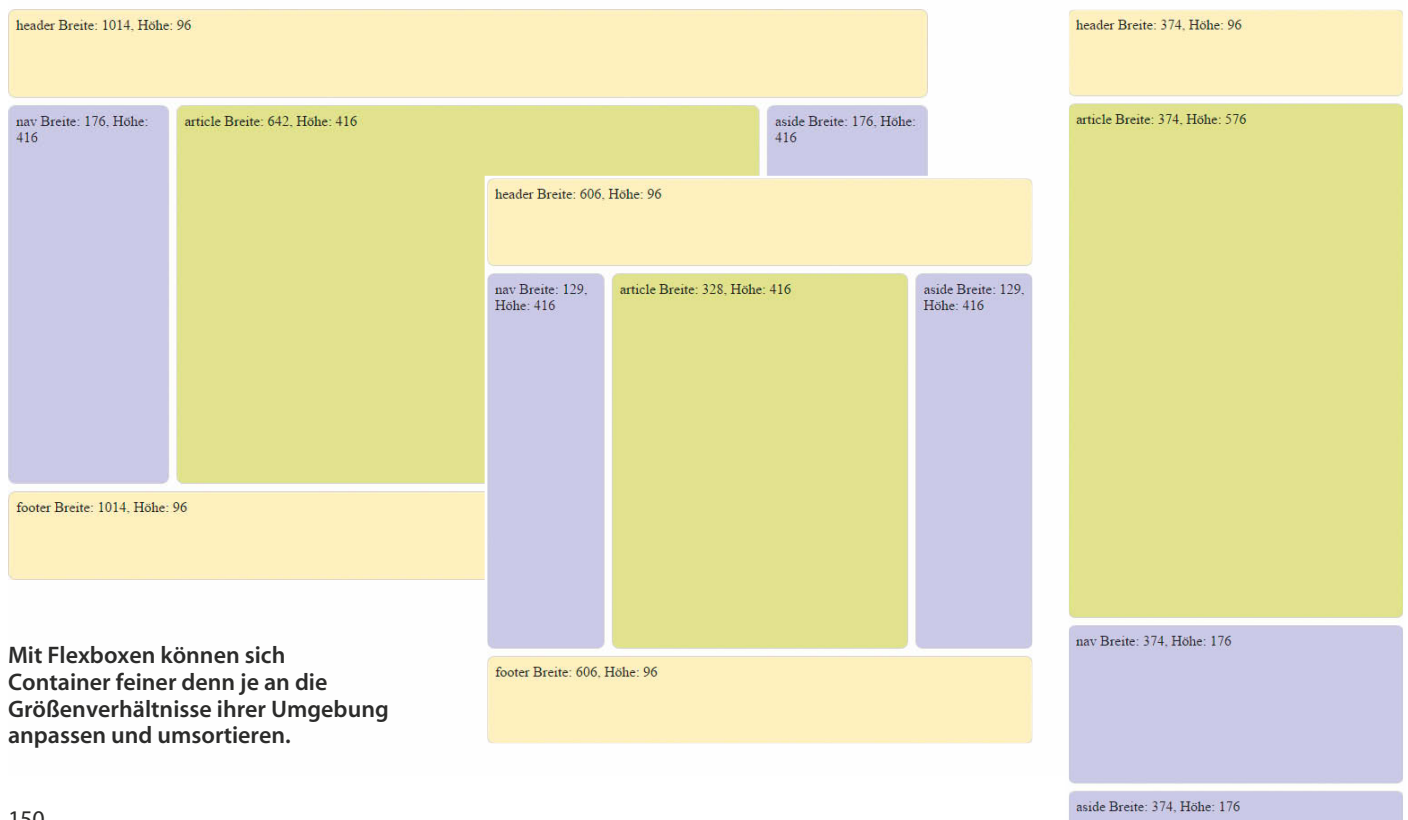 header Breite: 1014, Höhe: 96
nav Breite: 176, Höhe:
416
article Breite: 642, Höhe: 416
aside Breite: 176, Höhe:
416
footer Breite: 1014, Höhe: 96
header Breite: 606, Höhe: 96
nav Breite: 129,
Höhe: 416
article Breite: 328, Höhe: 416
aside Breite: 129,
Höhe: 416
footer Breite: 606, Höhe: 96
header Breite: 374, Höhe: 96
article Breite: 374, Höhe: 576
nav Breite: 374, Höhe: 176
aside Breite: 374, Höhe: 176
Mit Flexboxen können sich
Container feiner denn je an die
Größenverhältnisse ihrer Umgebung
anpassen und umsortieren.
150